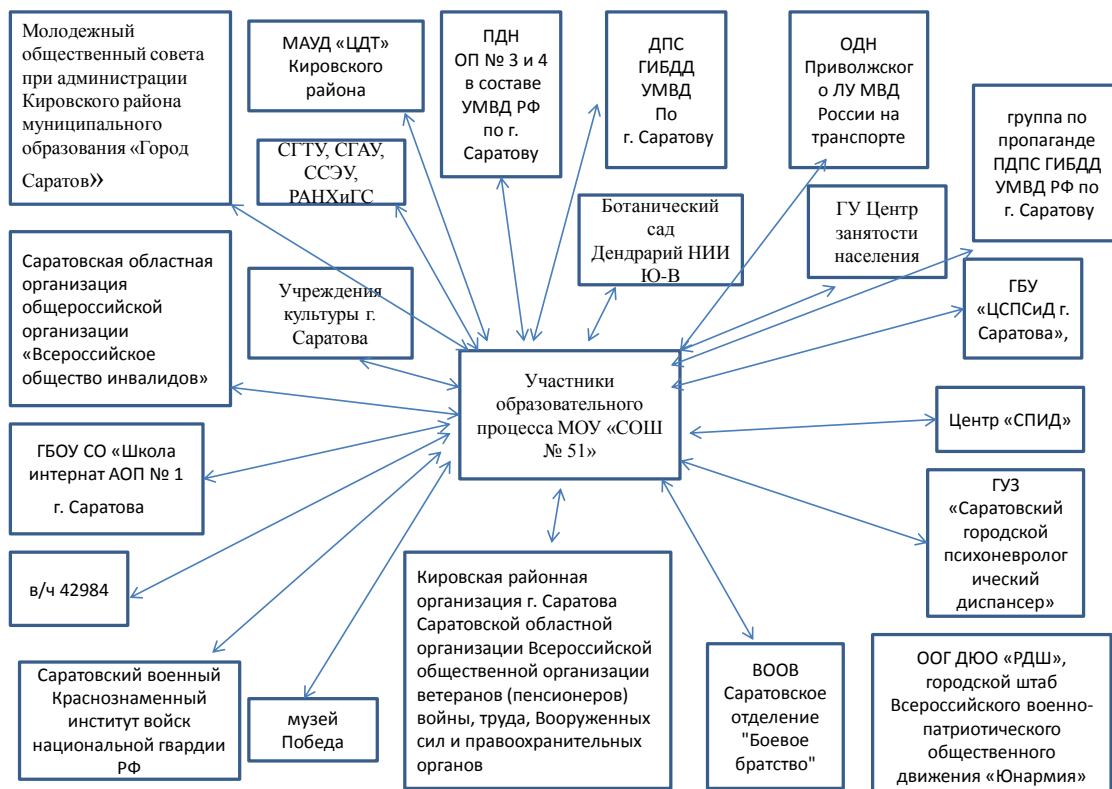 Молодежный
общественный совета
при администрации
Кировского района
муниципального
образования «Город
Саратов»
МАУД «ЦДТ»
Кировского
района
ПДН
ОП № 3 и 4
в составе
УМВД РФ
по г.
Саратову
ДПС
ГИБДД
УМВД
По
г. Саратову
ОДН
Приволжског
о ЛУ МВД
России на
транспорте
группа по
пропаганде
ПДПС ГИБДД
УМВД РФ по
г. Саратову
СГТУ, СГАУ,
ССЭУ,
РАНХиГС
Ботанический
сад
Дендрарий НИИ
Ю-В
ГУ Центр
занятости
населения
Саратовская областная
организация
общероссийской
организации
«Всероссийское
общество инвалидов»
Учреждения
культуры г.
Саратова
ГБУ
«ЦСПСиД г.
Саратова»,
Участники
образовательного
процесса МОУ «СОШ
№ 51»
Центр «СПИД»
ГБОУ СО «Школа
интернат АОП № 1
г. Саратова
ГУЗ
«Саратовский
городской
психоневролог
ический
диспансер»
в/ч 42984
Кировская районная
организация г. Саратова
Саратовской областной
организации Всероссийской
общественной организации
ветеранов (пенсионеров)
войны, труда, Вооруженных
сил и правоохранительных
органов
Саратовский военный
Краснознаменный
институт войск
национальной гвардии
РФ
музей
Победа
ВООВ
Саратовское
отделение
"Боевое
братство"
ООГ ДЮО «РДШ»,
городской штаб
Всероссийского военно-
патриотического
общественного
движения «Юнармия»